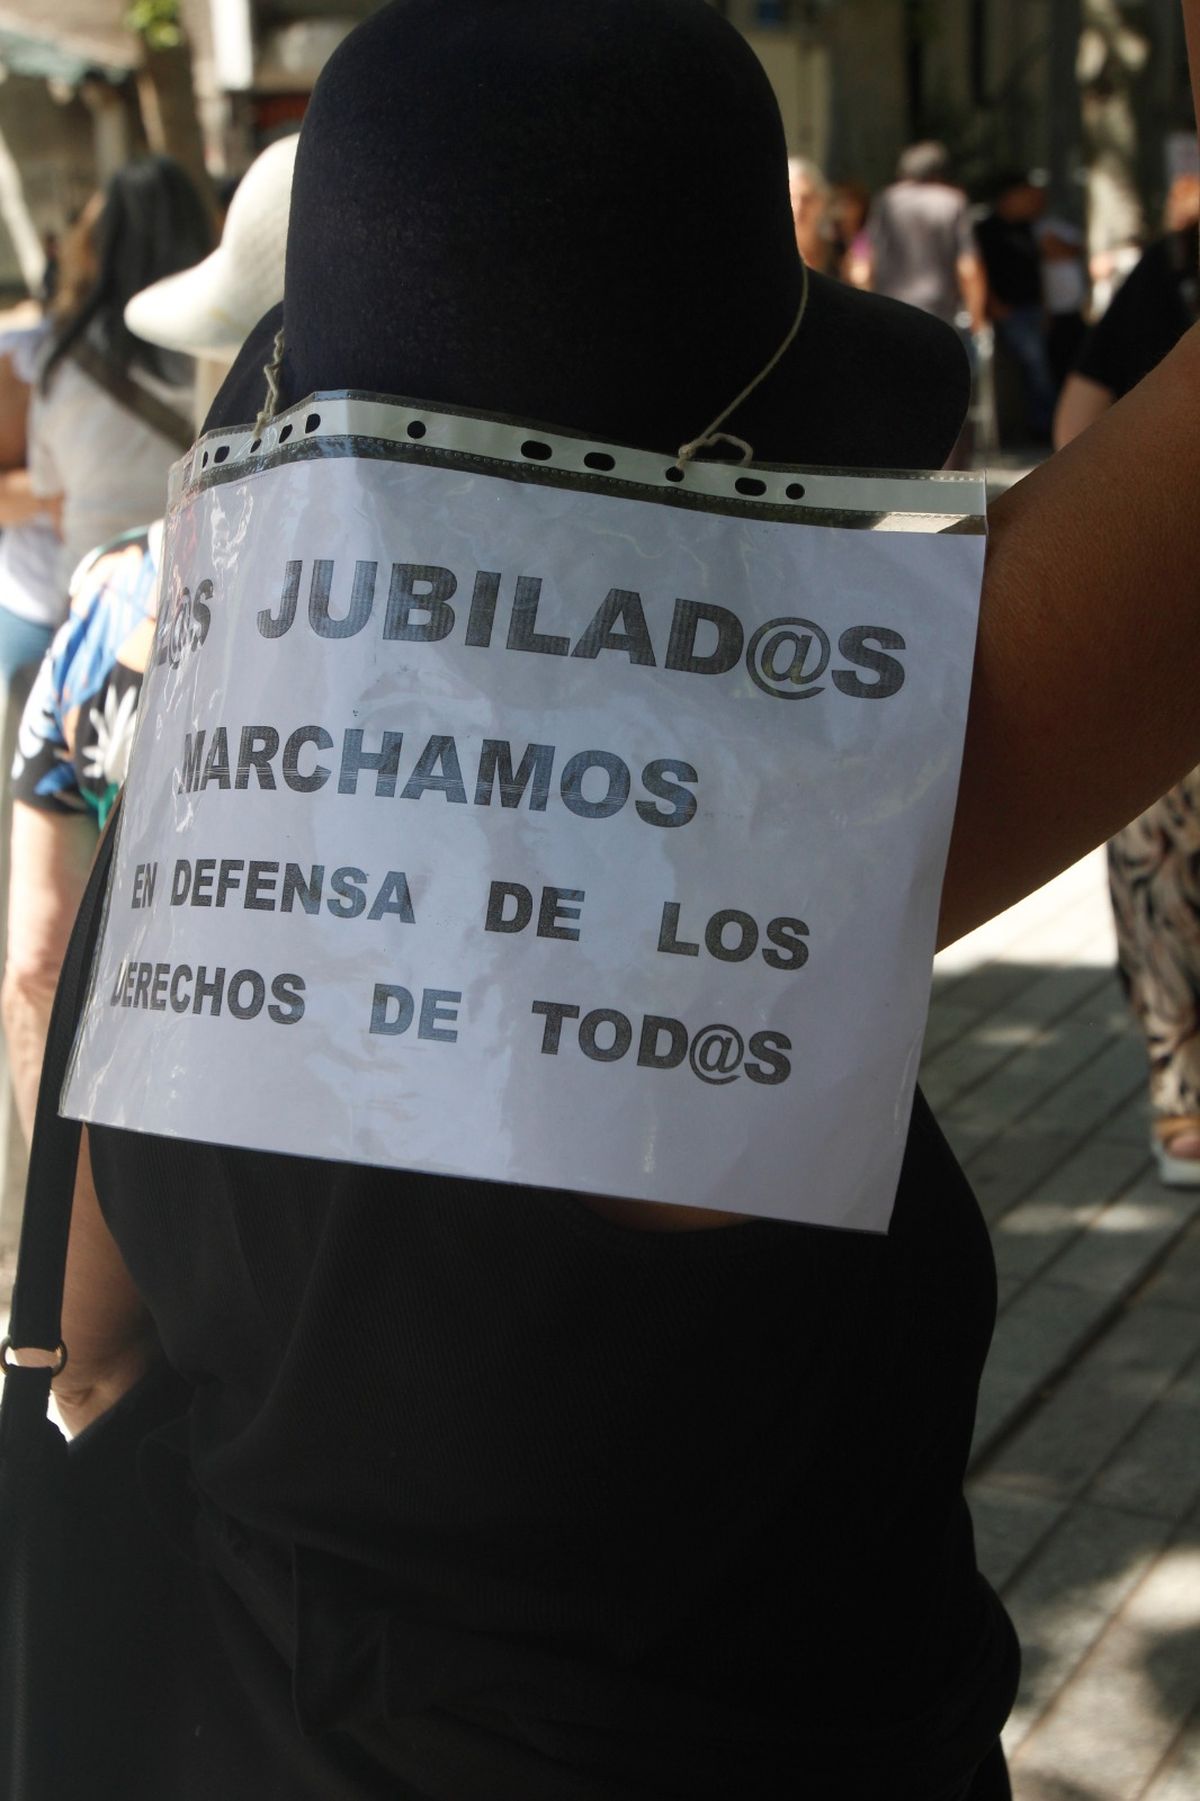 L@S JUBILAD@S
MARCHAMOS
EN DEFENSA DE LOS
DERECHOS DE TOD@S